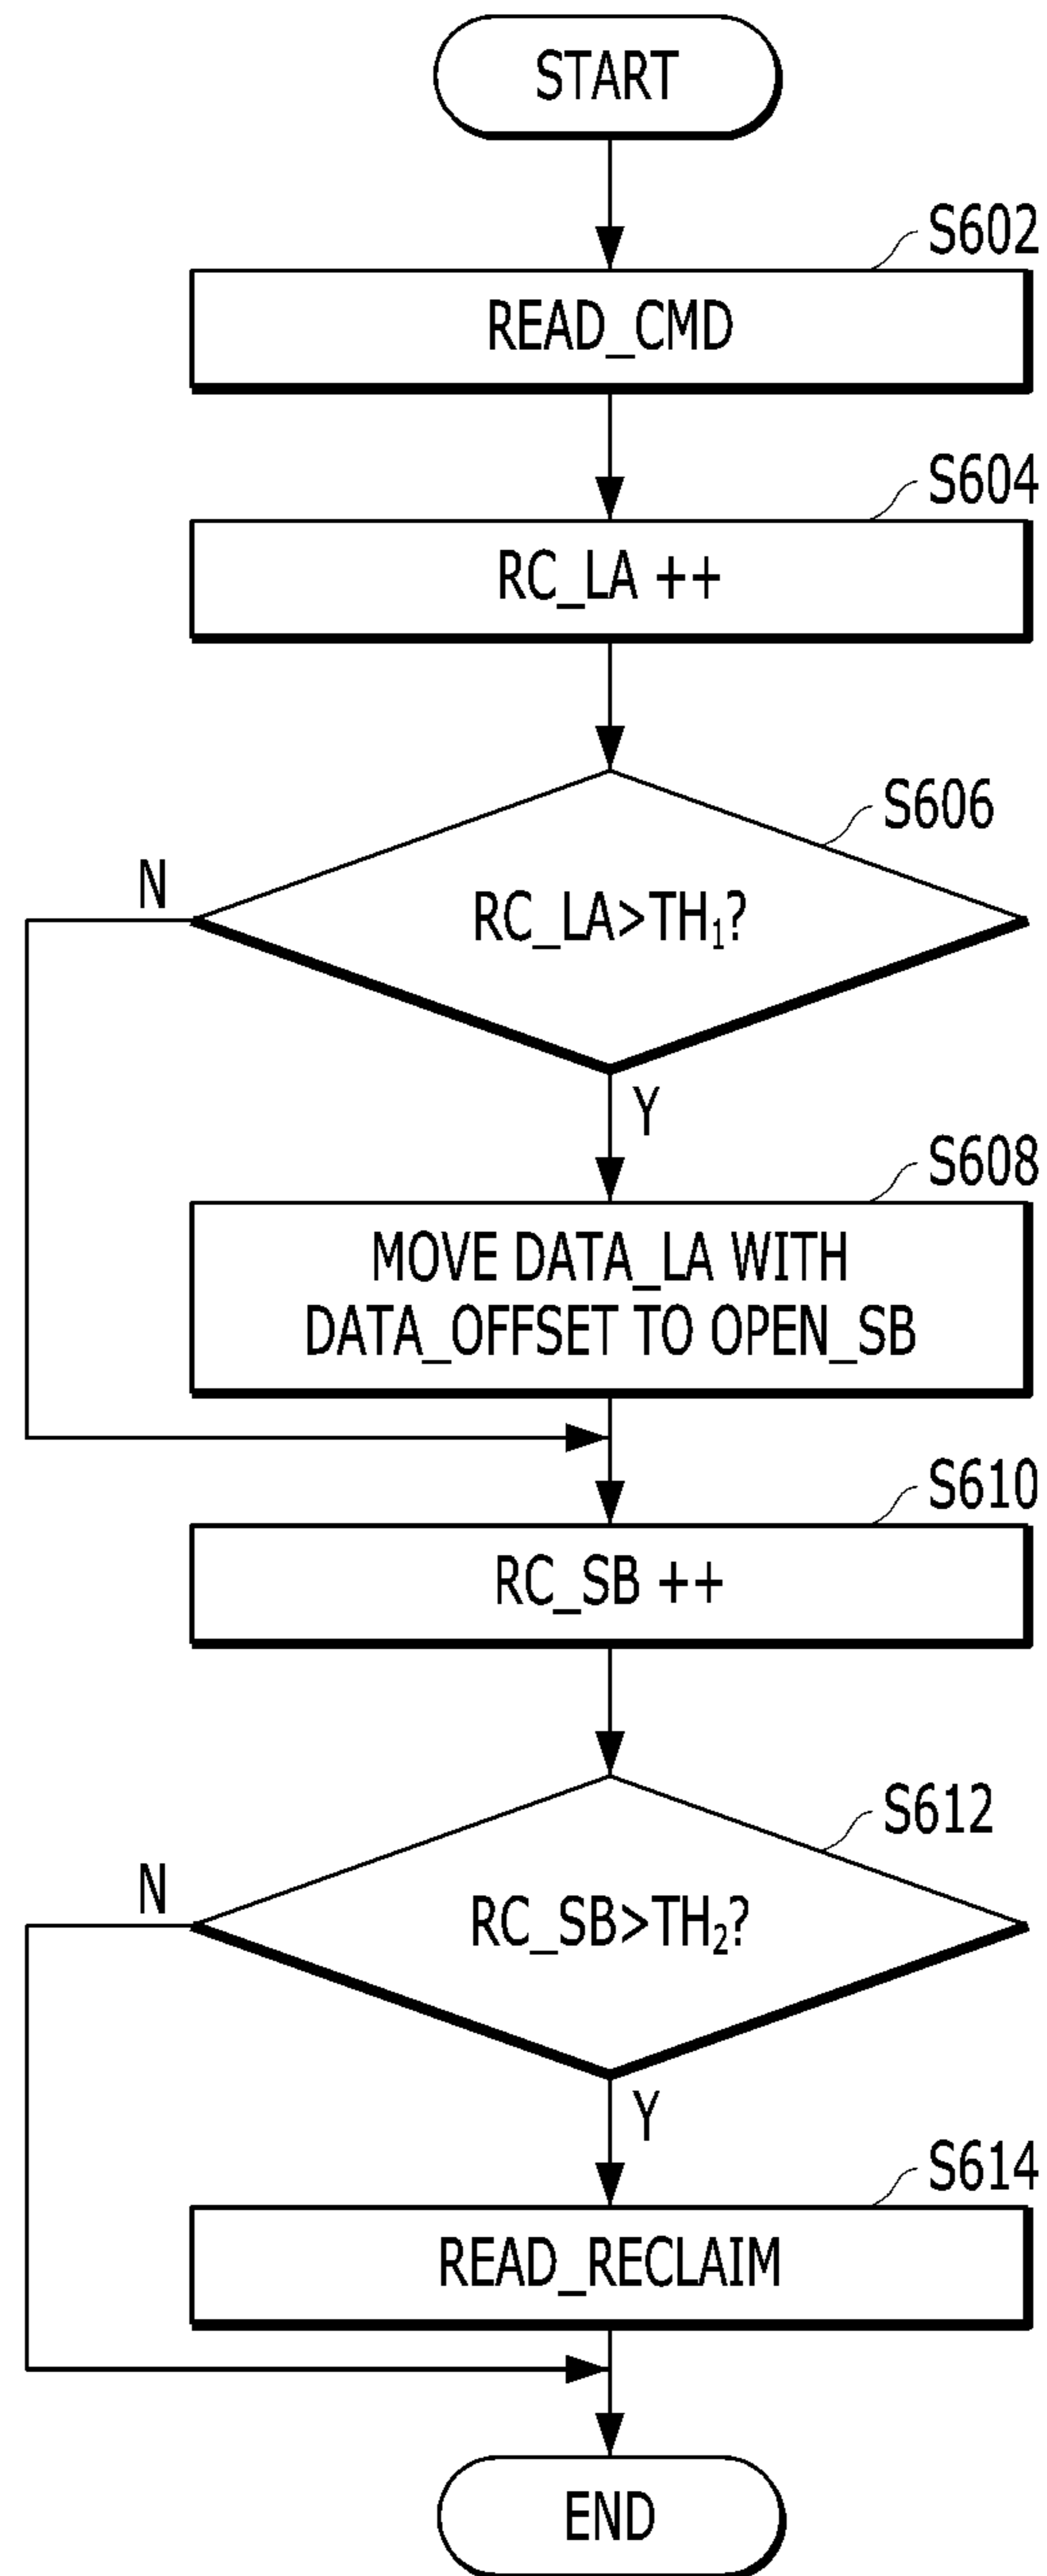 START
S602
READ_CMD
S604
RC_LA ++
S606
N
RC_LA>TH₁?
Y
S608
MOVE DATA_LA WITH
DATA_OFFSET TO OPEN_SB
S610
RC_SB ++
S612
N
RC_SB>TH₂?
Y
S614
READ_RECLAIM
END